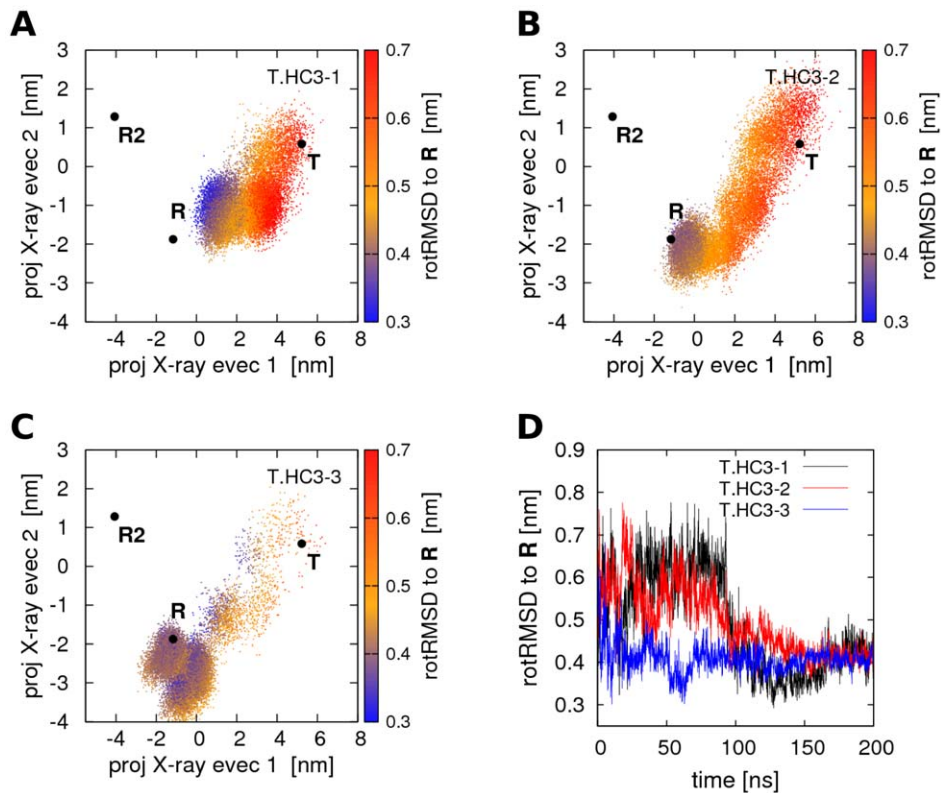 A
3
2
1
0
-1
-2
-3
-4
proj X-ray evec 2 [nm]
-4 -2 0 2 4 6 8
proj X-ray evec 1 [nm]
T.HC3-1
R2
R
T
0.7
0.6
0.5
0.4
0.3
rotRMSD to R [nm]
B
3
2
1
0
-1
-2
-3
-4
proj X-ray evec 2 [nm]
-4 -2 0 2 4 6 8
proj X-ray evec 1 [nm]
T.HC3-2
R2
R
T
0.7
0.6
0.5
0.4
0.3
rotRMSD to R [nm]
C
3
2
1
0
-1
-2
-3
-4
proj X-ray evec 2 [nm]
-4 -2 0 2 4 6 8
proj X-ray evec 1 [nm]
T.HC3-3
R2
R
T
0.7
0.6
0.5
0.4
0.3
rotRMSD to R [nm]
D
0.9
0.8
0.7
0.6
0.5
0.4
0.3
rotRMSD to R [nm]
T.HC3-1
T.HC3-2
T.HC3-3
0 50 100 150 200
time [ns]